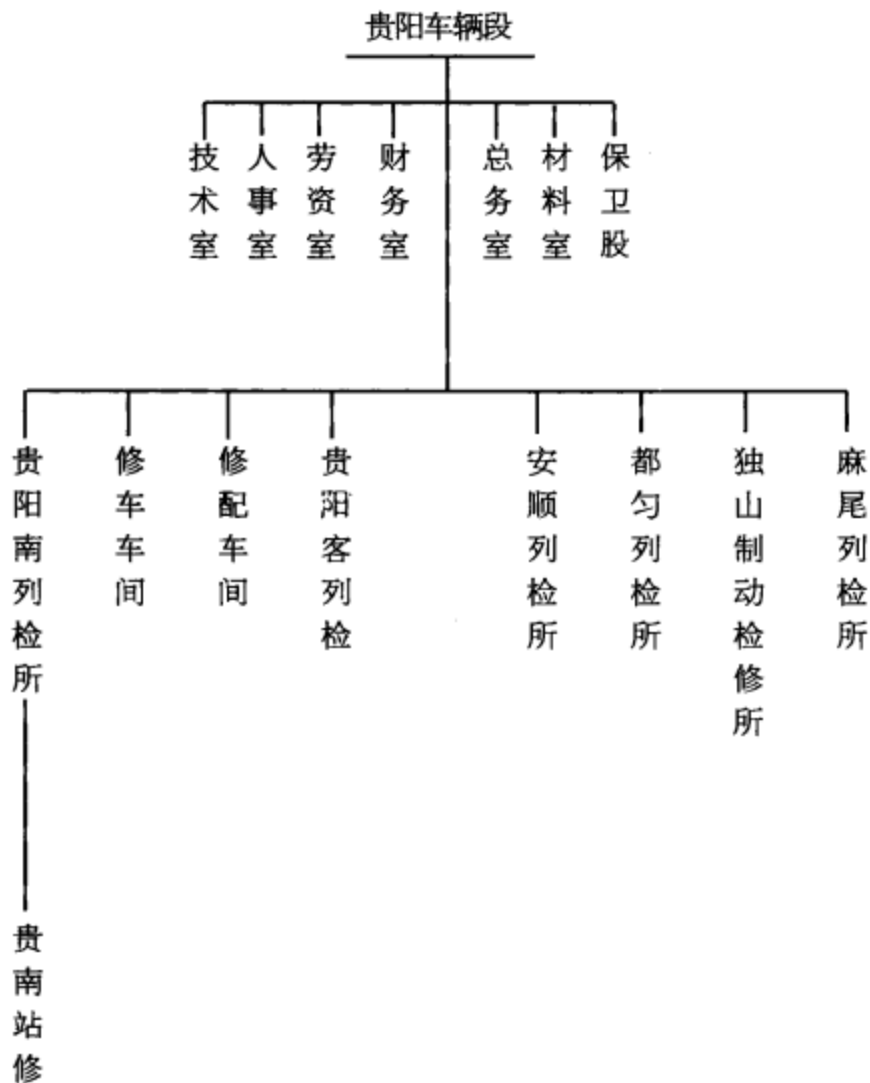 贵阳车辆段
技术室
人事室
劳资室
财务室
总务室
材料室
保卫股
贵阳南列检所
修车车间
修配车间
贵阳客列检
安顺列检所
都匀列检所
独山制动检修所
麻尾列检所
贵南站修